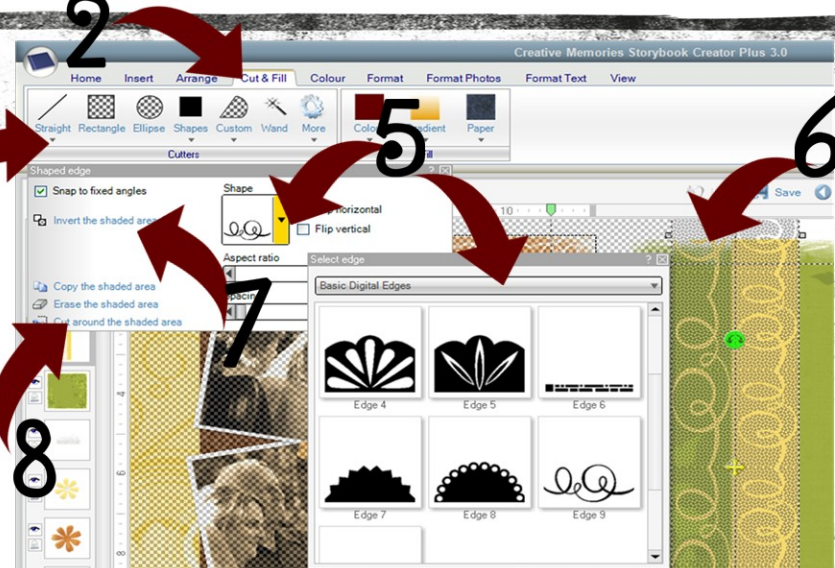 2
Creative Memories Storybook Creator Plus 3.0
Home Insert Arrange Cut & Fill Colour Format Format Photos Format Text View
Straight Rectangle Ellipse Shapes Custom Wand More
Paper
Cutters
5
6
Shaped edge
Snap to fixed angles
Invert the shaded area
Shape
Flip vertical
Aspect ratio
Save
10
7
Copy the shaded area
Erase the shaded area
Cut around the shaded area
8
Select edge
Basic Digital Edges
Edge 4 Edge 5 Edge 6
Edge 7 Edge 8 Edge 9
4
6
8